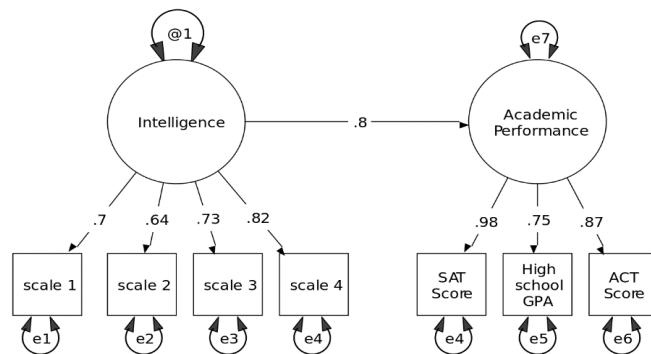 @1
e7
Intelligence
Academic
Performance
.8
.7
.64
.73
.82
.98
.75
.87
scale 1
scale 2
scale 3
scale 4
SAT
Score
High
school
GPA
ACT
Score
e1
e2
e3
e4
e4
e5
e6